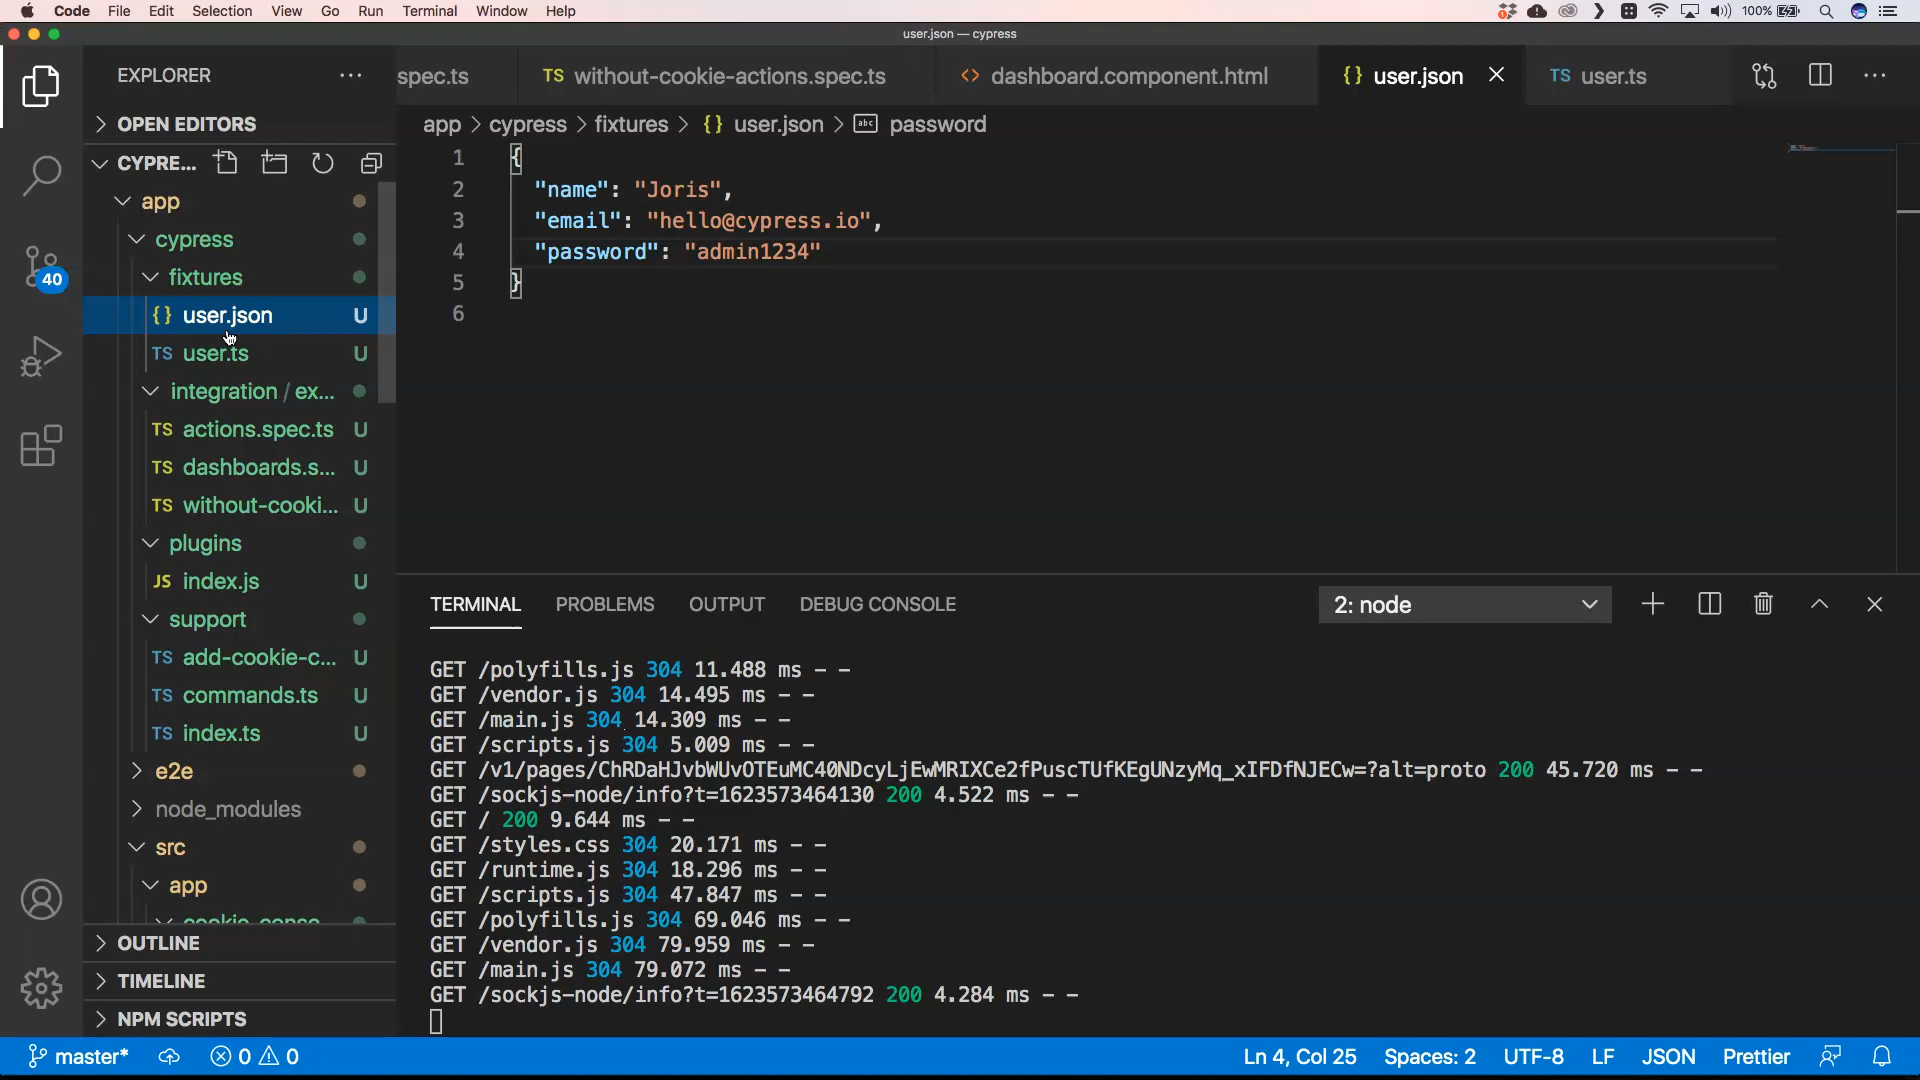 Code File Edit Selection View Go Run Terminal Window Help 100%
user.json — cypress
EXPLORER
OPEN EDITORS
CYPRE...
app
cypress
fixtures
{} user.json U
TS user.ts U
integration / ex...
TS actions.spec.ts U
TS dashboards.s... U
TS without-cooki... U
plugins
JS index.js U
support
TS add-cookie-c... U
TS commands.ts U
TS index.ts U
e2e
node_modules
src
app
cookie-conse
OUTLINE
TIMELINE
NPM SCRIPTS
40
spec.ts TS without-cookie-actions.spec.ts <> dashboard.component.html {} user.json TS user.ts
app > cypress > fixtures > {} user.json > abc password
1 {
2 "name": "Joris",
3 "email": "hello@cypress.io",
4 "password": "admin1234"
5 }
6
TERMINAL PROBLEMS OUTPUT DEBUG CONSOLE 2: node
GET /polyfills.js 304 11.488 ms - -
GET /vendor.js 304 14.495 ms - -
GET /main.js 304 14.309 ms - -
GET /scripts.js 304 5.009 ms - -
GET /v1/pages/ChRDaHJvbWUvOTEuMC40NDcyLjEwMRIXCe2fPuscTUfKEgUNzyMq_xIFDfNJECw=?alt=proto 200 45.720 ms - -
GET /sockjs-node/info?t=1623573464130 200 4.522 ms - -
GET / 200 9.644 ms - -
GET /styles.css 304 20.171 ms - -
GET /runtime.js 304 18.296 ms - -
GET /scripts.js 304 47.847 ms - -
GET /polyfills.js 304 69.046 ms - -
GET /vendor.js 304 79.959 ms - -
GET /main.js 304 79.072 ms - -
GET /sockjs-node/info?t=1623573464792 200 4.284 ms - -
master* 0 0 Ln 4, Col 25 Spaces: 2 UTF-8 LF JSON Prettier